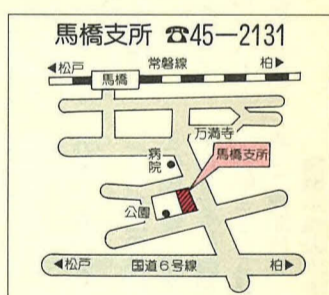 馬橋支所 ☎45―2131
◀松戸 常磐線 柏▶
馬橋
万満寺
病院
馬橋支所
公園
◀松戸 国道6号線 柏▶